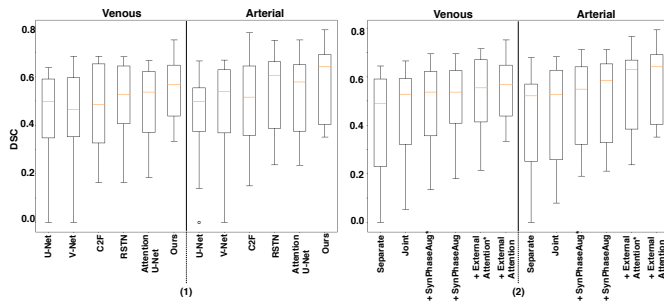 Venous Arterial
DSC
0.8
0.6
0.4
0.2
0.0
U-Net
V-Net
C2F
RSTN
Attention
U-Net
Ours
U-Net
V-Net
C2F
RSTN
Attention
U-Net
Ours
(1)
Venous Arterial
0.8
0.6
0.4
0.2
0.0
Separate
Joint
+ SynPhaseAug*
+ SynPhaseAug
+ External
Attention*
+ External
Attention
Separate
Joint
+ SynPhaseAug*
+ SynPhaseAug
+ External
Attention*
+ External
Attention
(2)